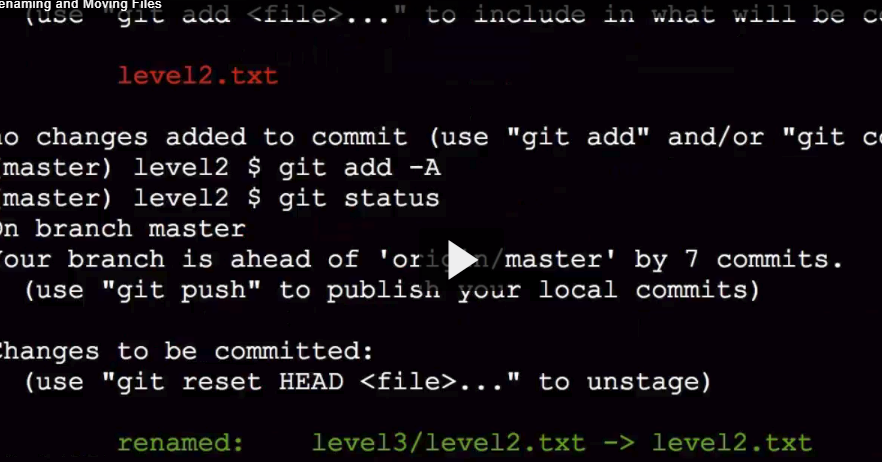 enaming and Moving Files
(use "git add <file>..." to include in what will be c
level2.txt
no changes added to commit (use "git add" and/or "git co
(master) level2 $ git add -A
(master) level2 $ git status
On branch master
Your branch is ahead of 'origin/master' by 7 commits.
(use "git push" to publish your local commits)
Changes to be committed:
(use "git reset HEAD <file>..." to unstage)
renamed: level3/level2.txt -> level2.txt